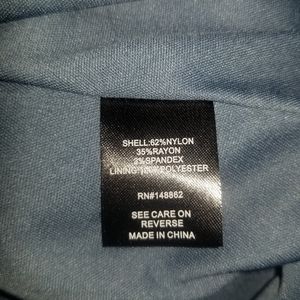 SHELL:62%NYLON
35%RAYON
3%SPANDEX
LINING:100%POLYESTER
RN#148862
SEE CARE ON
REVERSE
MADE IN CHINA